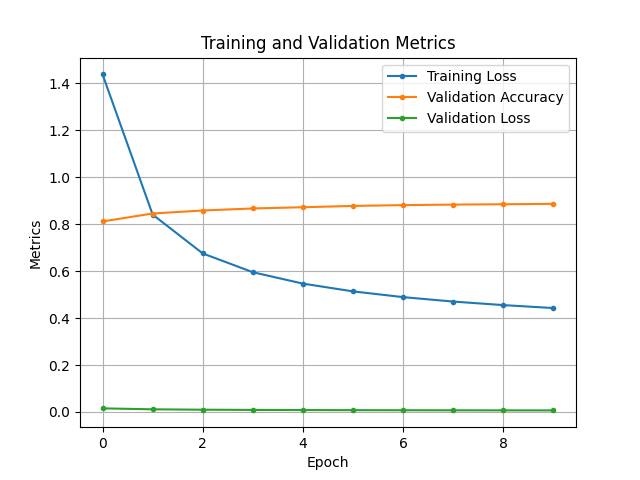 Training and Validation Metrics
Training Loss
Validation Accuracy
Validation Loss
1.4
1.2
1.0
0.8
0.6
0.4
0.2
0.0
Metrics
0 2 4 6 8
Epoch